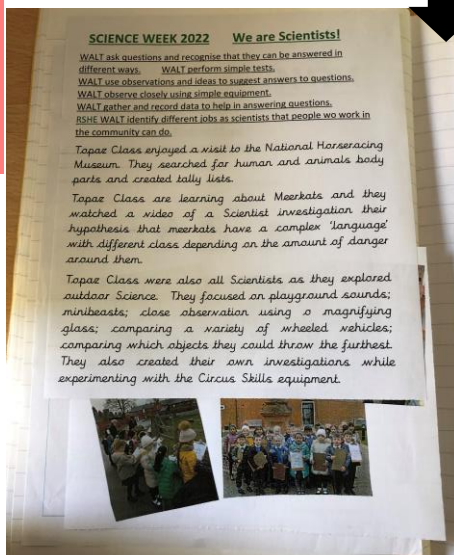 SCIENCE WEEK 2022 We are Scientists!
WALT ask questions and recognise that they can be answered in
different ways. WALT perform simple tests.
WALT use observations and ideas to suggest answers to questions.
WALT observe closely using simple equipment.
WALT gather and record data to help in answering questions.
RSHE WALT identify different jobs as scientists that people wo work in
the community can do.
Topaz Class enjoyed a visit to the National Horseracing
Museum. They searched for human and animals body
parts and created tally lists.
Topaz Class are learning about Meerkats and they
watched a video of a Scientist investigation their
hypothesis that meerkats have a complex 'language'
with different class depending on the amount of danger
around them.
Topaz Class were also all Scientists as they explored
outdoor Science. They focused on playground sounds;
minibeasts; close observation using o magnifying
glass; comparing a variety of wheeled vehicles;
comparing which objects they could throw the furthest.
They also created their own investigations while
experimenting with the Circus Skills equipment.